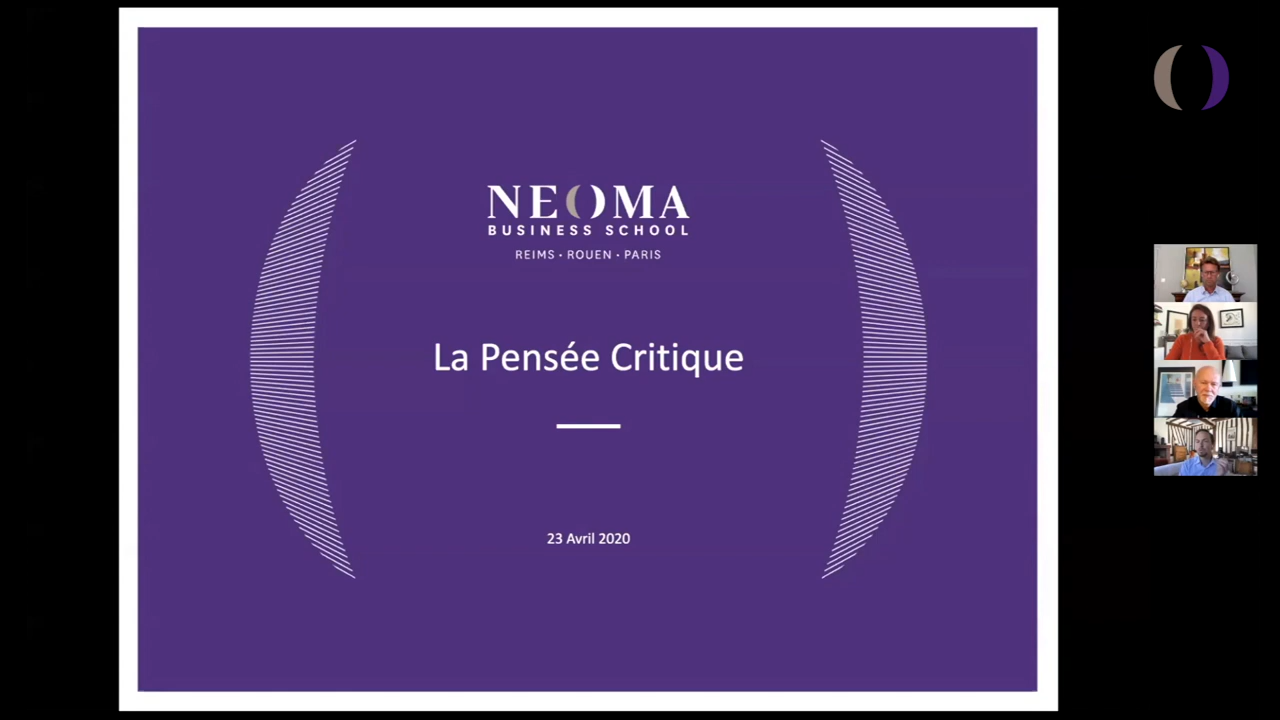 NEOMA
BUSINESS SCHOOL
REIMS • ROUEN • PARIS
La Pensée Critique
23 Avril 2020